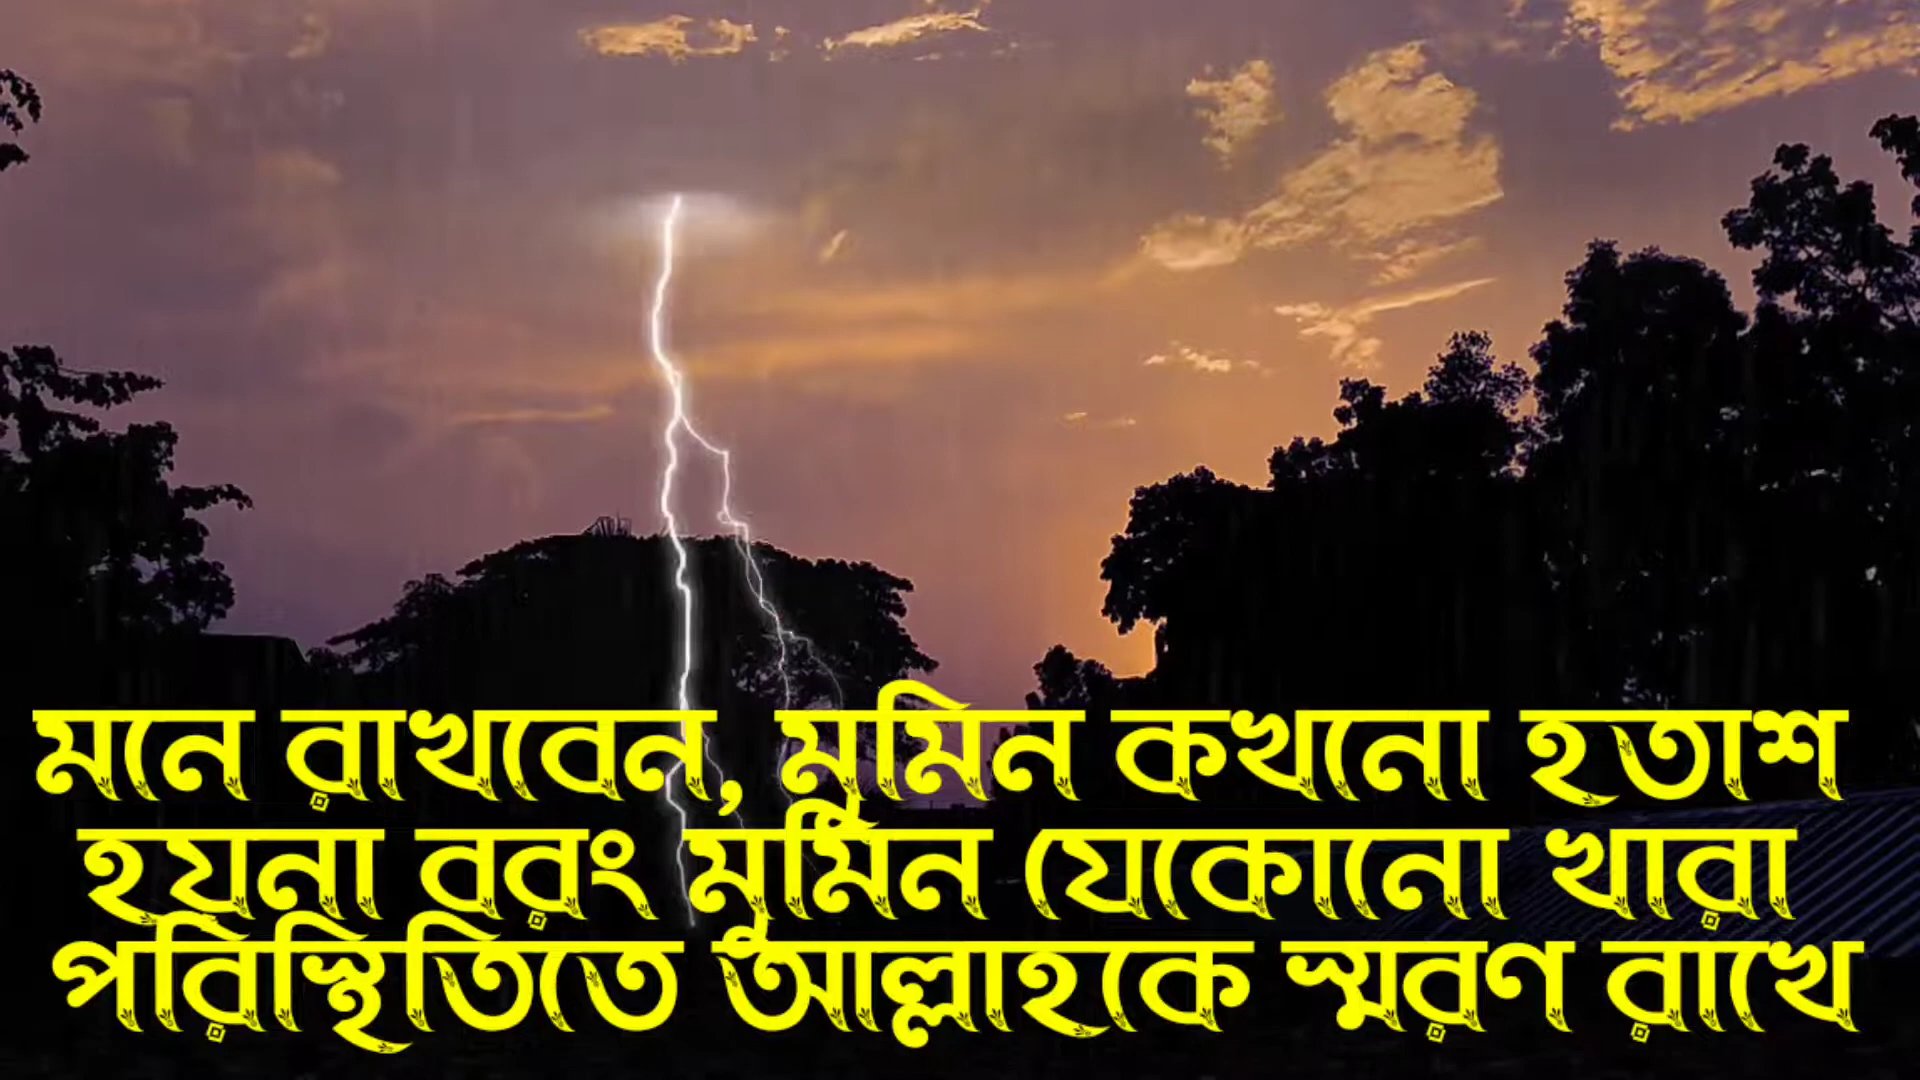 মনে রাখবেন, মুমিন কখনো হতাশ
হয়না বরং মুমিন যেকোনো খারা
পরিস্থিতিতে আল্লাহকে স্মরণ রাখে